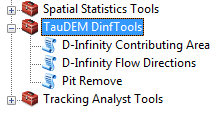 Spatial Statistics Tools
TauDEM DinfTools
D-Infinity Contributing Area
D-Infinity Flow Directions
Pit Remove
Tracking Analyst Tools